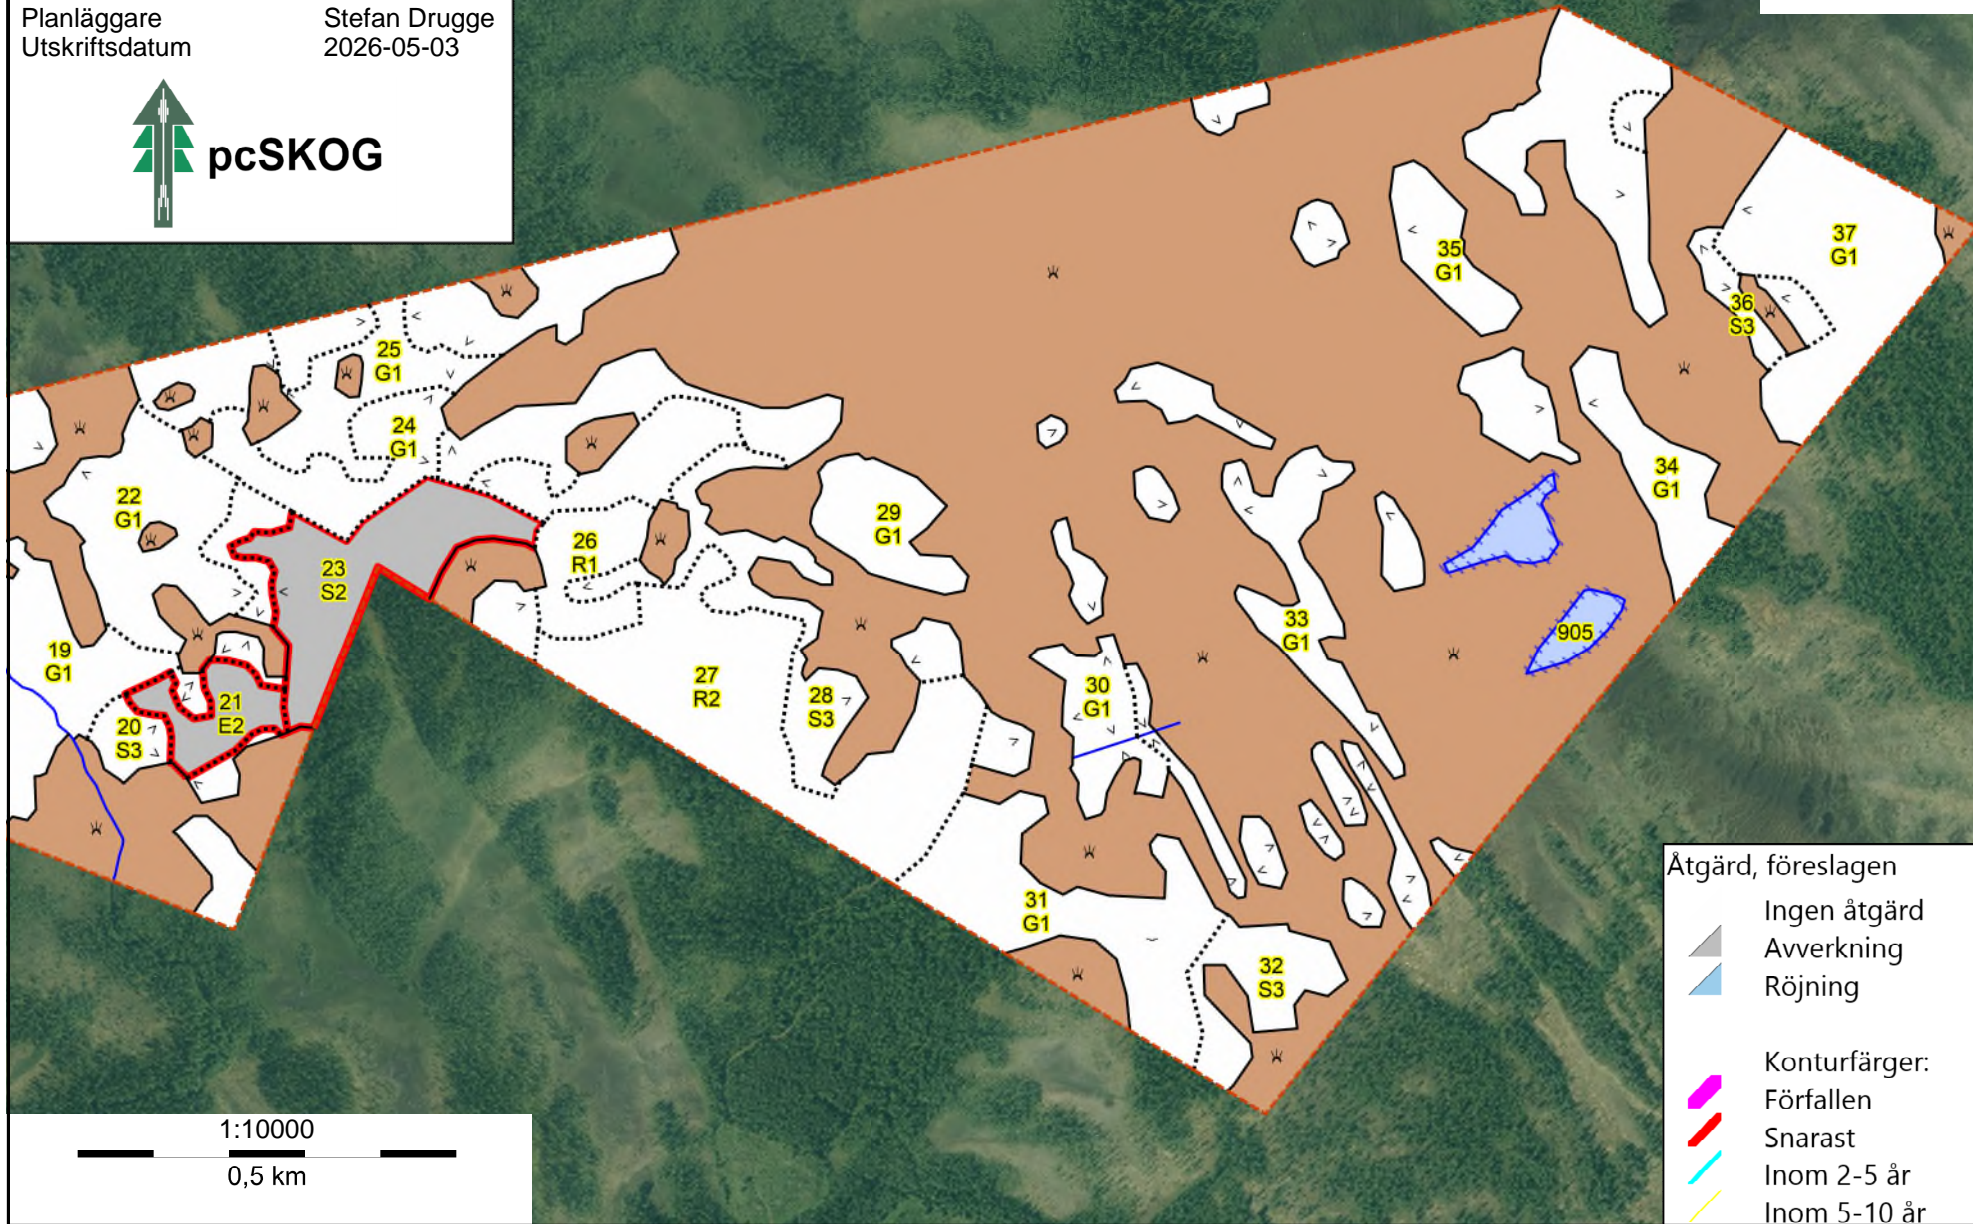 Planläggare Stefan Drugge
Utskriftsdatum 2026-05-03
pcSKOG
37
G1
35
G1
36
S3
25
G1
24
G1
34
G1
22
G1
29
G1
26
R1
23
S2
33
G1
905
19
G1
27
R2
30
G1
28
S3
21
E2
20
S3
31
G1
32
S3
Åtgärd, föreslagen
Ingen åtgärd
Avverkning
Röjning
Konturfärger:
Förfallen
Snarast
Inom 2-5 år
Inom 5-10 år
1:10000
0,5 km